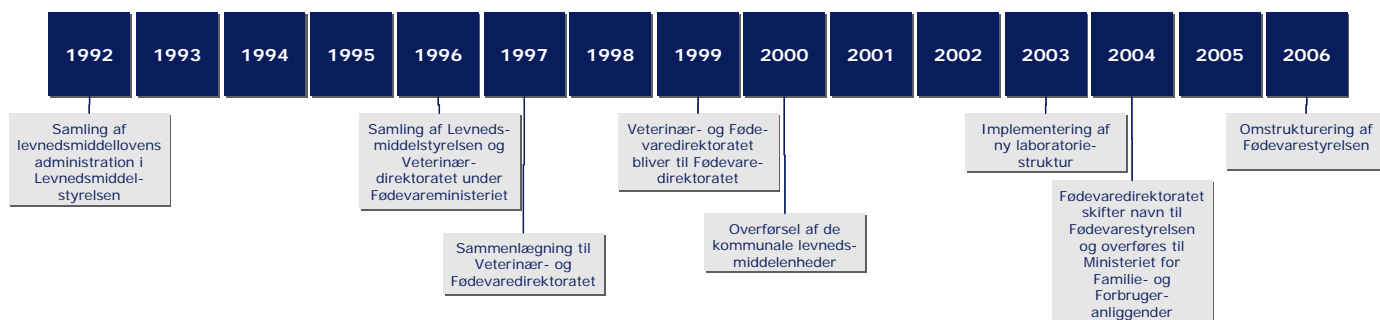 1992 1993 1994 1995 1996 1997 1998 1999 2000 2001 2002 2003 2004 2005 2006
Samling af
levnedsmiddellovens
administration i
Levnedsmiddel-
styrelsen
Samling af Levneds-
middelstyrelsen og
Veterinær-
direktoratet under
Fødevareministeriet
Sammenlægning til
Veterinær- og
Fødevaredirektoratet
Veterinær- og Føde-
varedirektoratet
bliver til Fødevare-
direktoratet
Overførsel af de
kommunale levneds-
middelenheder
Implementering af
ny laboratorie-
struktur
Fødevaredirektoratet
skifter navn til
Fødevarestyrelsen
og overføres til
Ministeriet for
Familie- og
Forbruger-
anliggender
Omstrukturering af
Fødevarestyrelsen